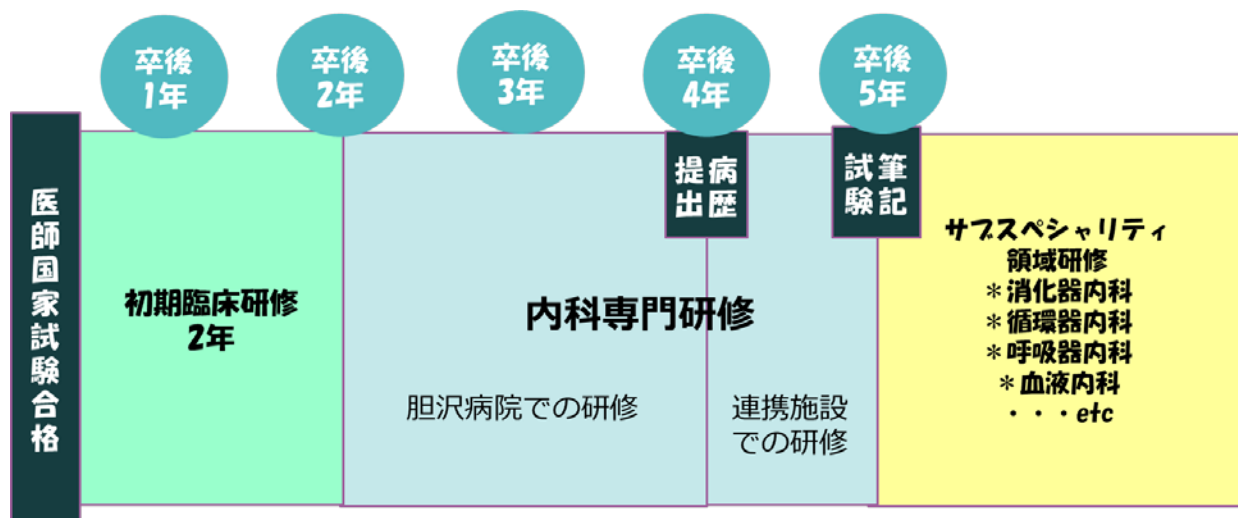 卒後
1年
卒後
2年
卒後
3年
卒後
4年
卒後
5年
医師国家試験合格
初期臨床研修
2年
内科専門研修
胆沢病院での研修
病歴
提出
連携施設
での研修
筆記
試験
サブスペシャリティ
領域研修
＊消化器内科
＊循環器内科
＊呼吸器内科
＊血液内科
・・・etc